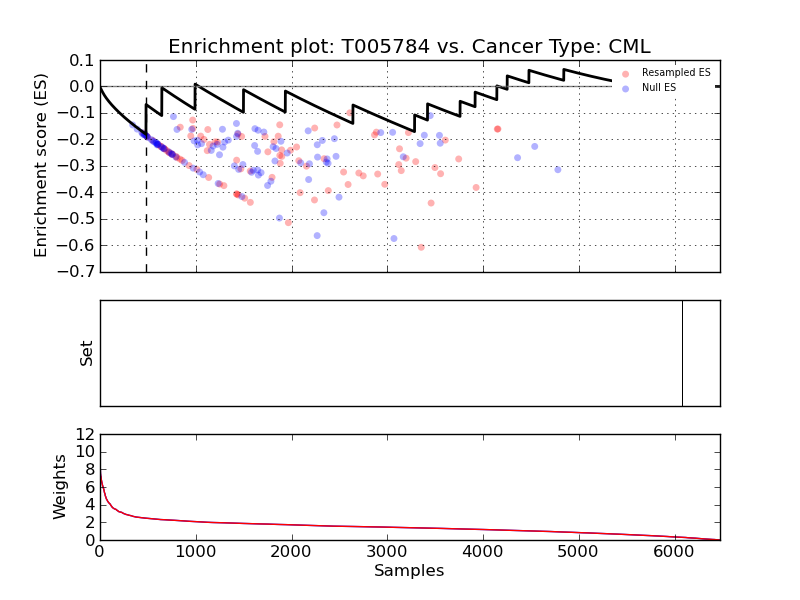 Enrichment plot: T005784 vs. Cancer Type: CML
0.1
0.0
−0.1
−0.2
−0.3
−0.4
−0.5
−0.6
−0.7
Enrichment score (ES)
Resampled ES
Null ES
Set
12
10
8
6
4
2
0
Weights
0 1000 2000 3000 4000 5000 6000
Samples